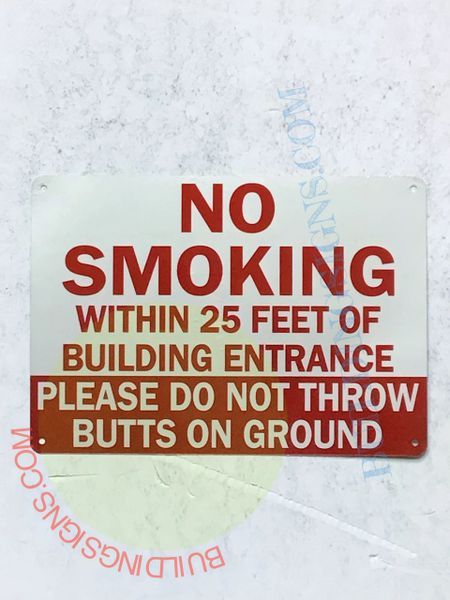 NO
SMOKING
WITHIN 25 FEET OF
BUILDING ENTRANCE
PLEASE DO NOT THROW
BUTTS ON GROUND
BUILDINGSIGNS.COM
BUILDINGSIGNS.COM